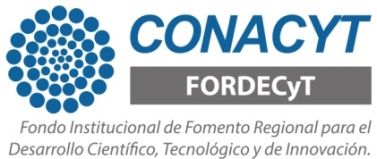 CONACYT
FORDECyT
Fondo Institucional de Fomento Regional para el
Desarrollo Científico, Tecnológico y de Innovación.